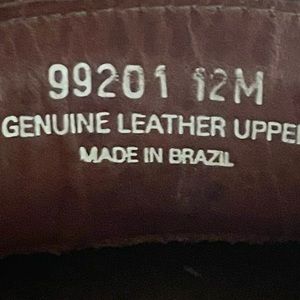 99201 12M
GENUINE LEATHER UPPER
MADE IN BRAZIL